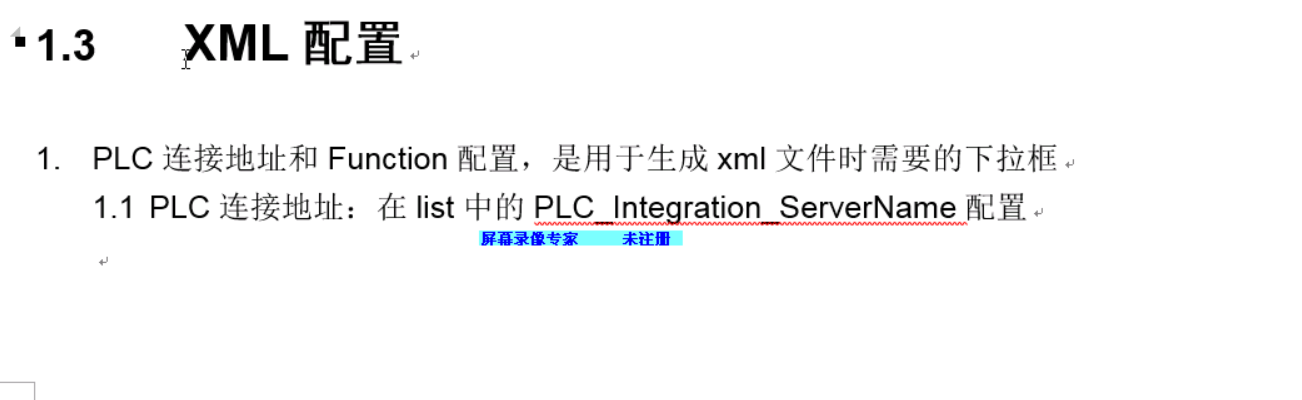 1.3 XML 配置
1. PLC 连接地址和 Function 配置，是用于生成 xml 文件时需要的下拉框
1.1 PLC 连接地址：在 list 中的 PLC_Integration_ServerName 配置
屏幕录像专家 未注册